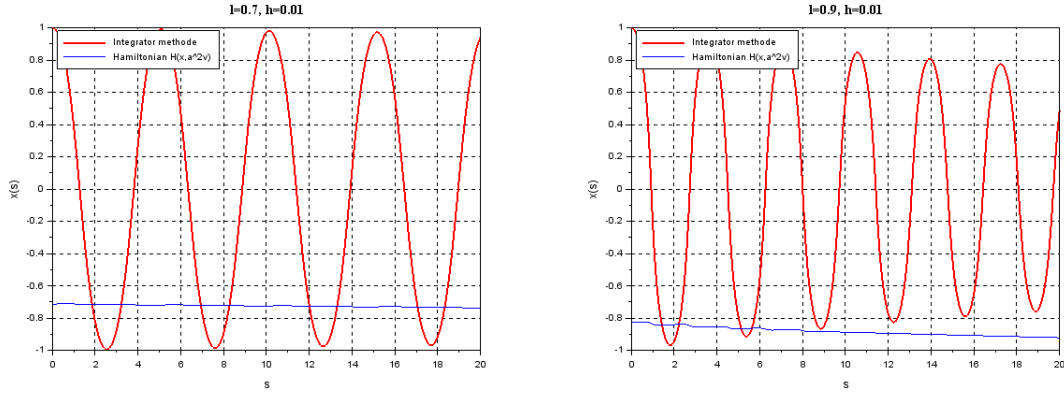 l=0.7, h=0.01
Integrator methode
Hamiltonian H(x,a^2v)
x(s)
1
0.8
0.6
0.4
0.2
0
-0.2
-0.4
-0.6
-0.8
-1
0 2 4 6 8 10 12 14 16 18 20
s
l=0.9, h=0.01
Integrator methode
Hamiltonian H(x,a^2v)
x(s)
1
0.8
0.6
0.4
0.2
0
-0.2
-0.4
-0.6
-0.8
-1
0 2 4 6 8 10 12 14 16 18 20
s